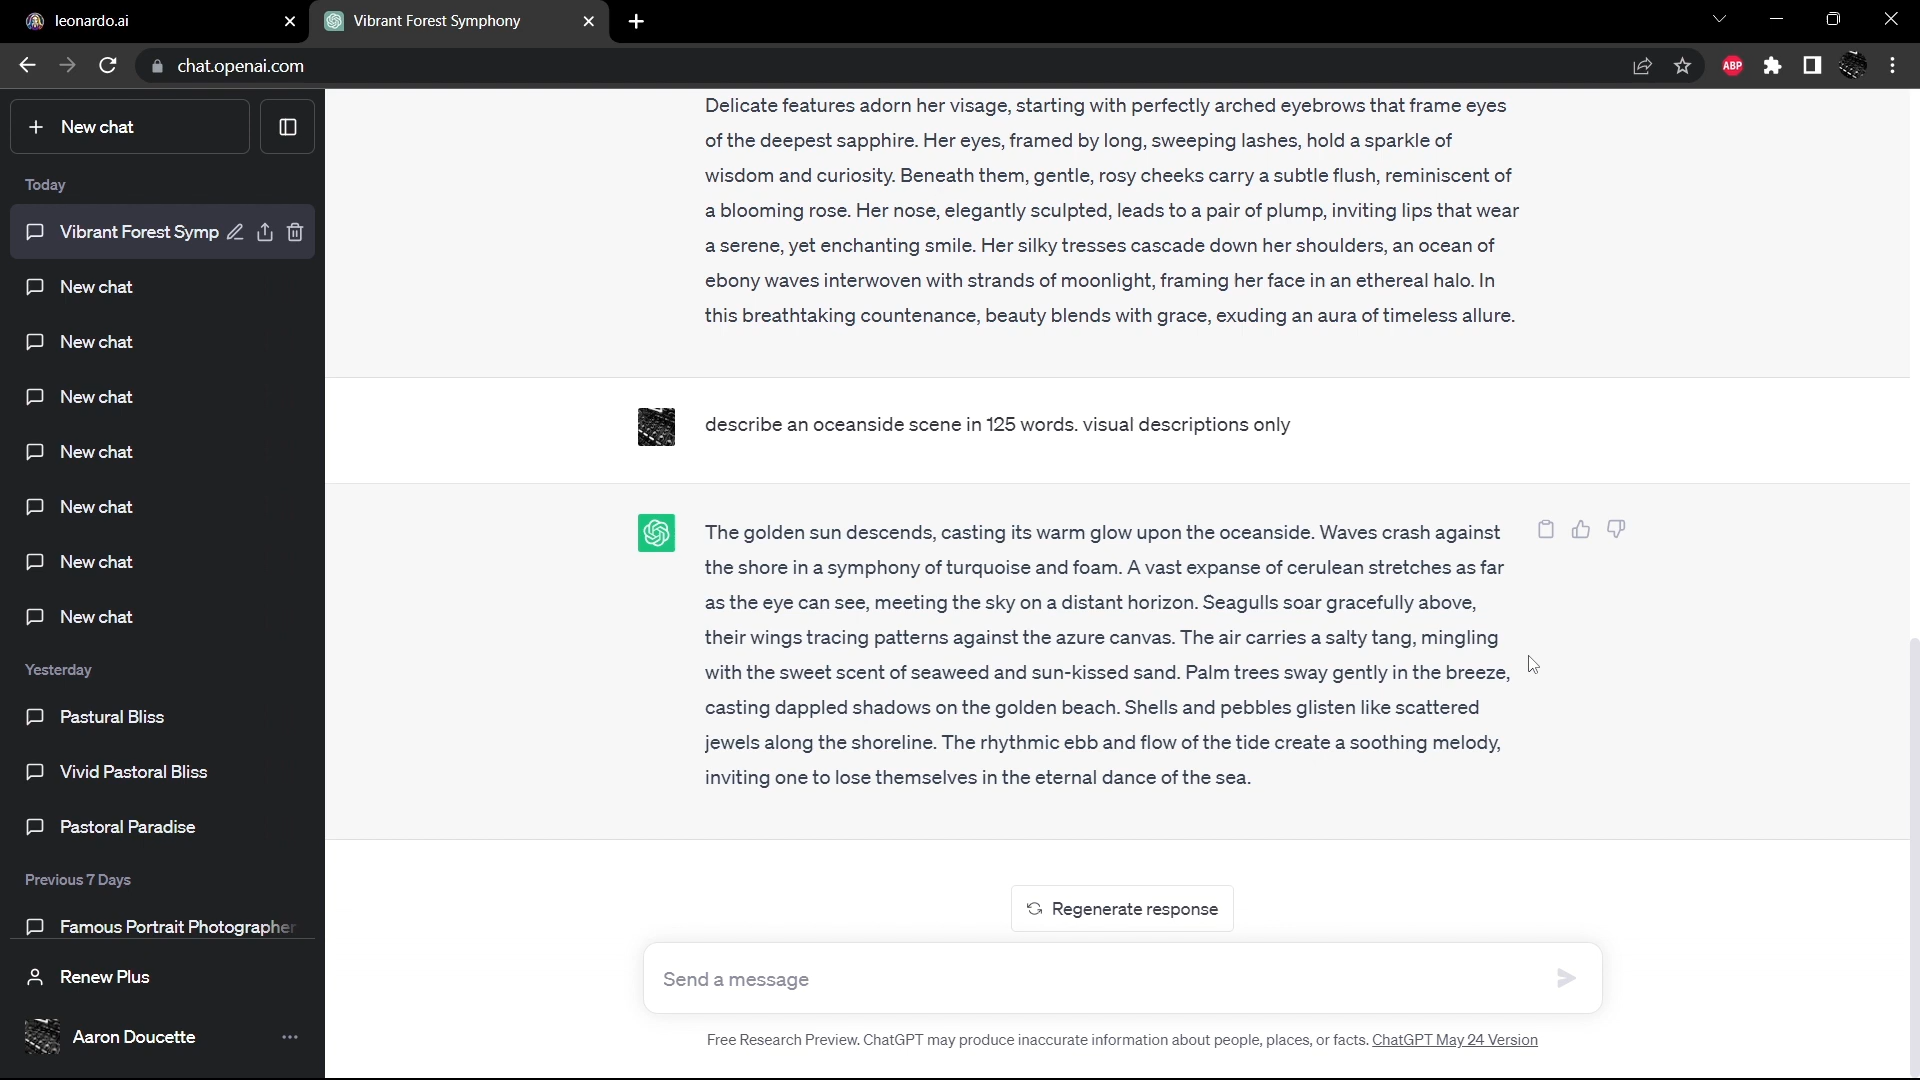 leonardo.ai
Vibrant Forest Symphony
chat.openai.com
ABP
New chat
Today
Vibrant Forest Symp
New chat
New chat
New chat
New chat
New chat
New chat
New chat
Yesterday
Pastural Bliss
Vivid Pastoral Bliss
Pastoral Paradise
Previous 7 Days
Famous Portrait Photographer
Renew Plus
Aaron Doucette
Delicate features adorn her visage, starting with perfectly arched eyebrows that frame eyes
of the deepest sapphire. Her eyes, framed by long, sweeping lashes, hold a sparkle of
wisdom and curiosity. Beneath them, gentle, rosy cheeks carry a subtle flush, reminiscent of
a blooming rose. Her nose, elegantly sculpted, leads to a pair of plump, inviting lips that wear
a serene, yet enchanting smile. Her silky tresses cascade down her shoulders, an ocean of
ebony waves interwoven with strands of moonlight, framing her face in an ethereal halo. In
this breathtaking countenance, beauty blends with grace, exuding an aura of timeless allure.
describe an oceanside scene in 125 words. visual descriptions only
The golden sun descends, casting its warm glow upon the oceanside. Waves crash against
the shore in a symphony of turquoise and foam. A vast expanse of cerulean stretches as far
as the eye can see, meeting the sky on a distant horizon. Seagulls soar gracefully above,
their wings tracing patterns against the azure canvas. The air carries a salty tang, mingling
with the sweet scent of seaweed and sun-kissed sand. Palm trees sway gently in the breeze,
casting dappled shadows on the golden beach. Shells and pebbles glisten like scattered
jewels along the shoreline. The rhythmic ebb and flow of the tide create a soothing melody,
inviting one to lose themselves in the eternal dance of the sea.
Regenerate response
Send a message
Free Research Preview. ChatGPT may produce inaccurate information about people, places, or facts. ChatGPT May 24 Version